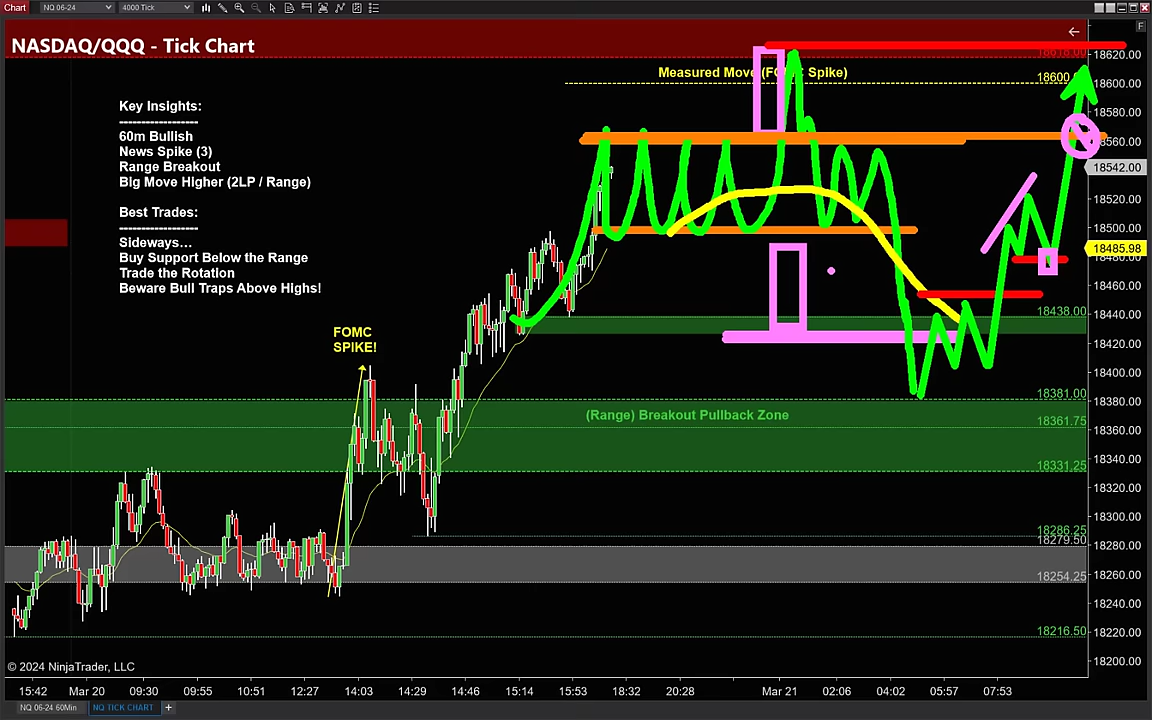 Chart NQ 06-24 4000 Tick
NASDAQ/QQQ - Tick Chart
F
Key Insights:
------------------
60m Bullish
News Spike (3)
Range Breakout
Big Move Higher (2LP / Range)
Best Trades:
------------------
Sideways...
Buy Support Below the Range
Trade the Rotation
Beware Bull Traps Above Highs!
FOMC
SPIKE!
Measured Move (FOMC Spike)
(Range) Breakout Pullback Zone
18618.00
18600
18438.00
18381.00
18361.75
18331.25
18286.25
18279.50
18254.25
18216.50
18620.00
18600.00
18580.00
18560.00
18542.00
18520.00
18500.00
18485.98
18480.00
18460.00
18440.00
18420.00
18400.00
18380.00
18360.00
18340.00
18320.00
18300.00
18280.00
18260.00
18240.00
18220.00
18200.00
© 2024 NinjaTrader, LLC
15:42 Mar 20 09:30 09:55 10:51 12:27 14:03 14:29 14:46 15:14 15:53 18:32 20:28 Mar 21 02:06 04:02 05:57 07:53
NQ 06-24 60Min NQ TICK CHART +